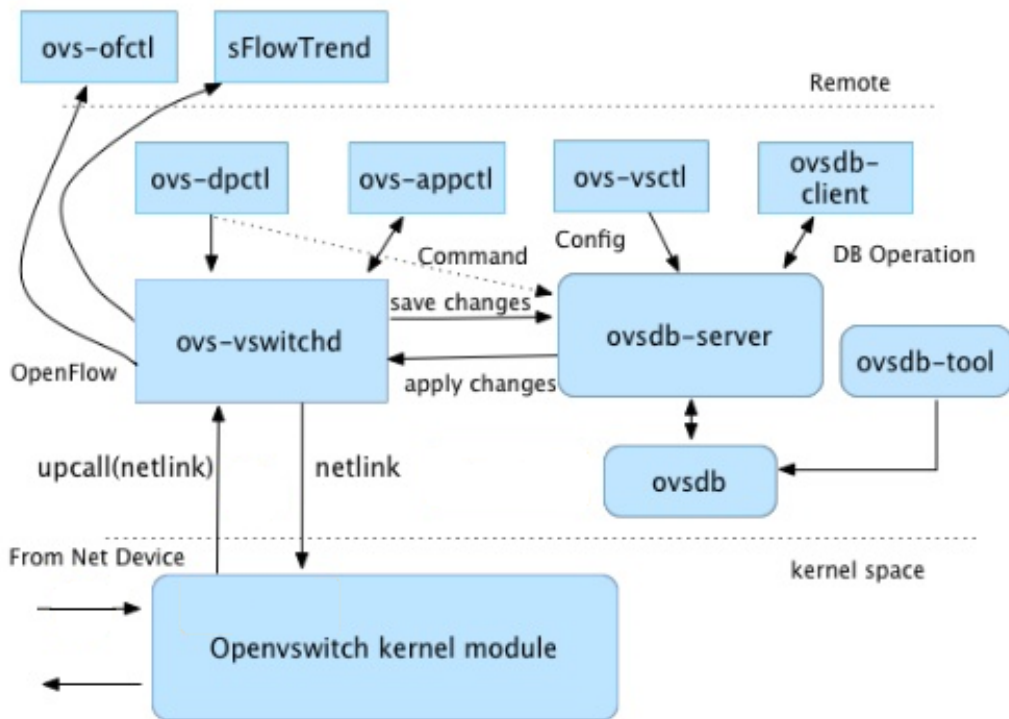 ovs-ofctl
sFlowTrend
Remote
ovs-dpctl
ovs-appctl
ovs-vsctl
ovsdb-
client
Command
Config
DB Operation
save changes
ovs-vswitchd
ovsdb-server
ovsdb-tool
OpenFlow
apply changes
upcall(netlink)
netlink
ovsdb
From Net Device
kernel space
Openvswitch kernel module